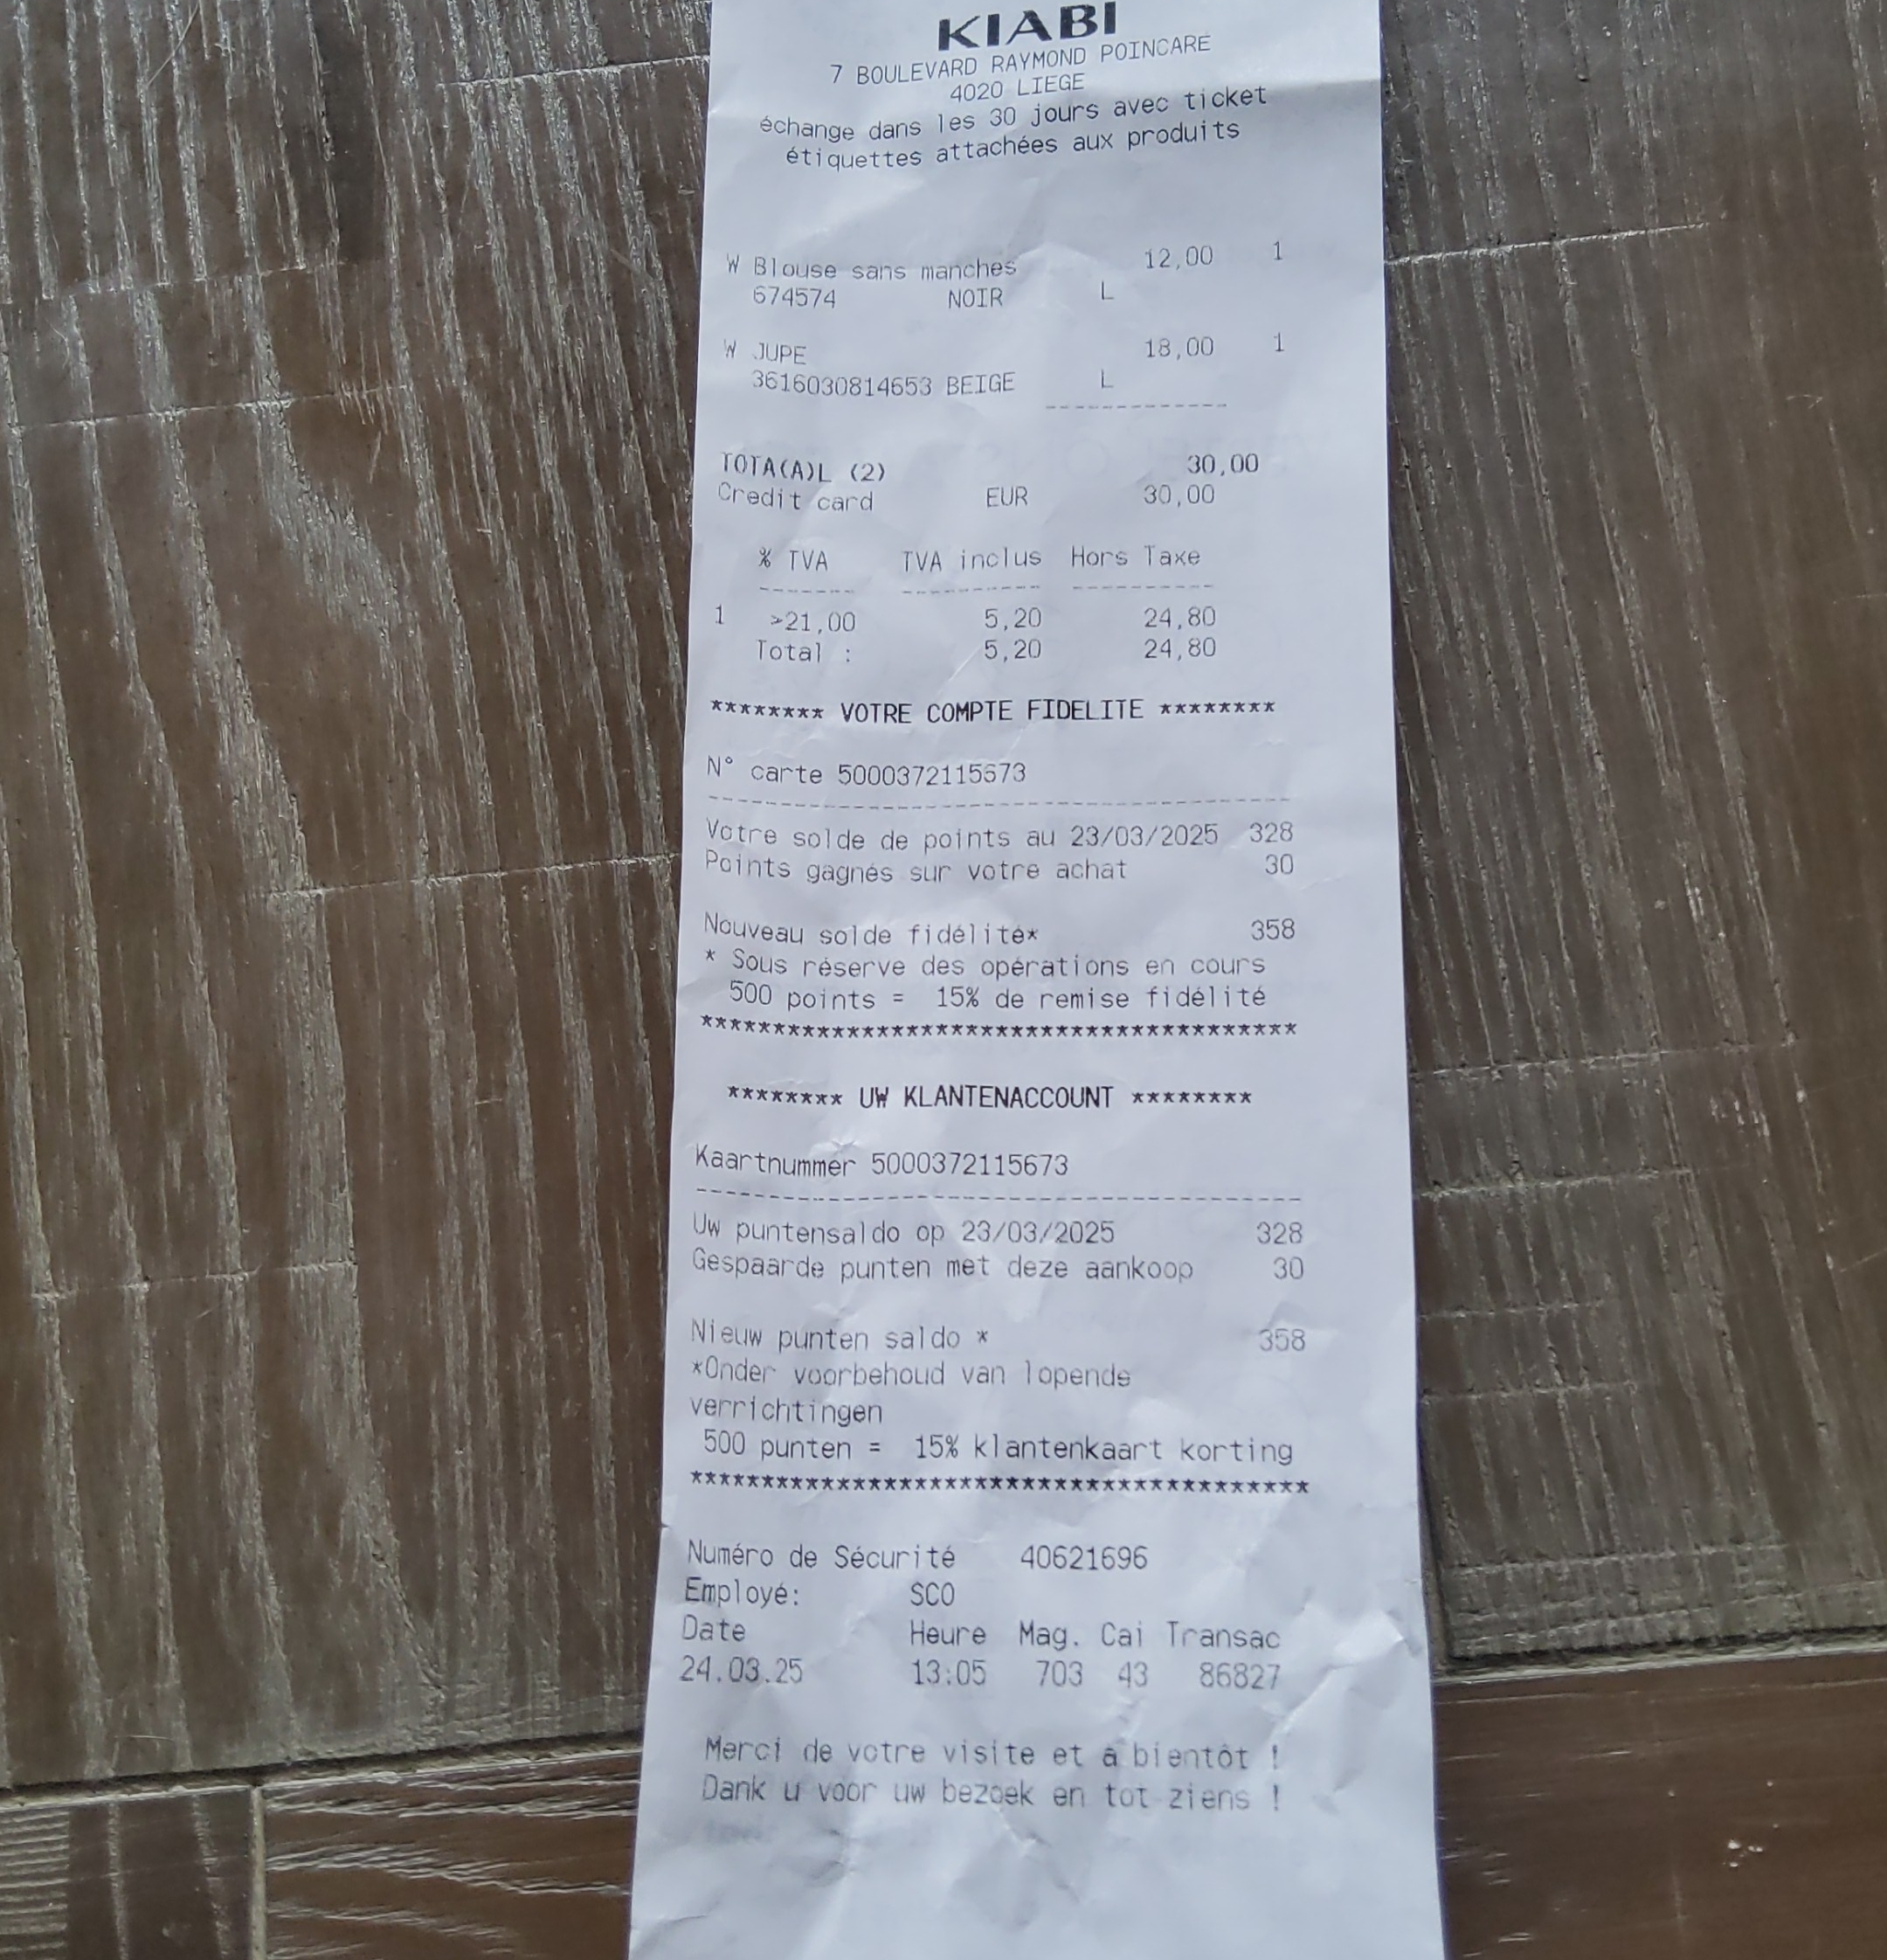 KIABI
7 BOULEVARD RAYMOND POINCARÉ
4020 LIEGE
échange dans les 30 jours avec ticket
étiquettes attachées aux produits
W Blouse sans manches 12,00 1
674574 NOIR L
W JUPE 18,00 1
3616030814653 BEIGE L
------------
TOTA(A)L (2) 30,00
Credit card EUR 30,00
% TVA TVA inclus Hors Taxe
------- ---------- ----------
1 >21,00 5,20 24,80
Total : 5,20 24,80
******** VOTRE COMPTE FIDELITE ********
N° carte 5000372115673
----------------------------------------
Votre solde de points au 23/03/2025 328
Points gagnés sur votre achat 30
Nouveau solde fidélité* 358
* Sous réserve des opérations en cours
500 points = 15% de remise fidélité
*****************************************
******** UW KLANTENACCOUNT ********
Kaartnummer 5000372115673
----------------------------------------
Uw puntensaldo op 23/03/2025 328
Gespaarde punten met deze aankoop 30
Nieuw punten saldo * 358
*Onder voorbehoud van lopende
verrichtingen
500 punten = 15% klantenkaart korting
*****************************************
Numéro de Sécurité 40621696
Employé: SCO
Date Heure Mag. Cai Transac
24.03.25 13:05 703 43 86827
Merci de votre visite et à bientôt !
Dank u voor uw bezoek en tot ziens !